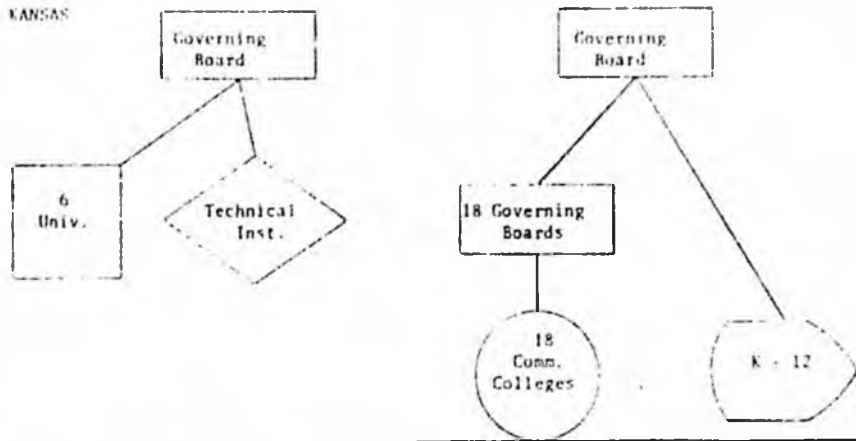 KANSAS
Governing
Board
6
Univ.
Technical
Inst.
Governing
Board
18 Governing
Boards
18
Comm.
Colleges
K - 12